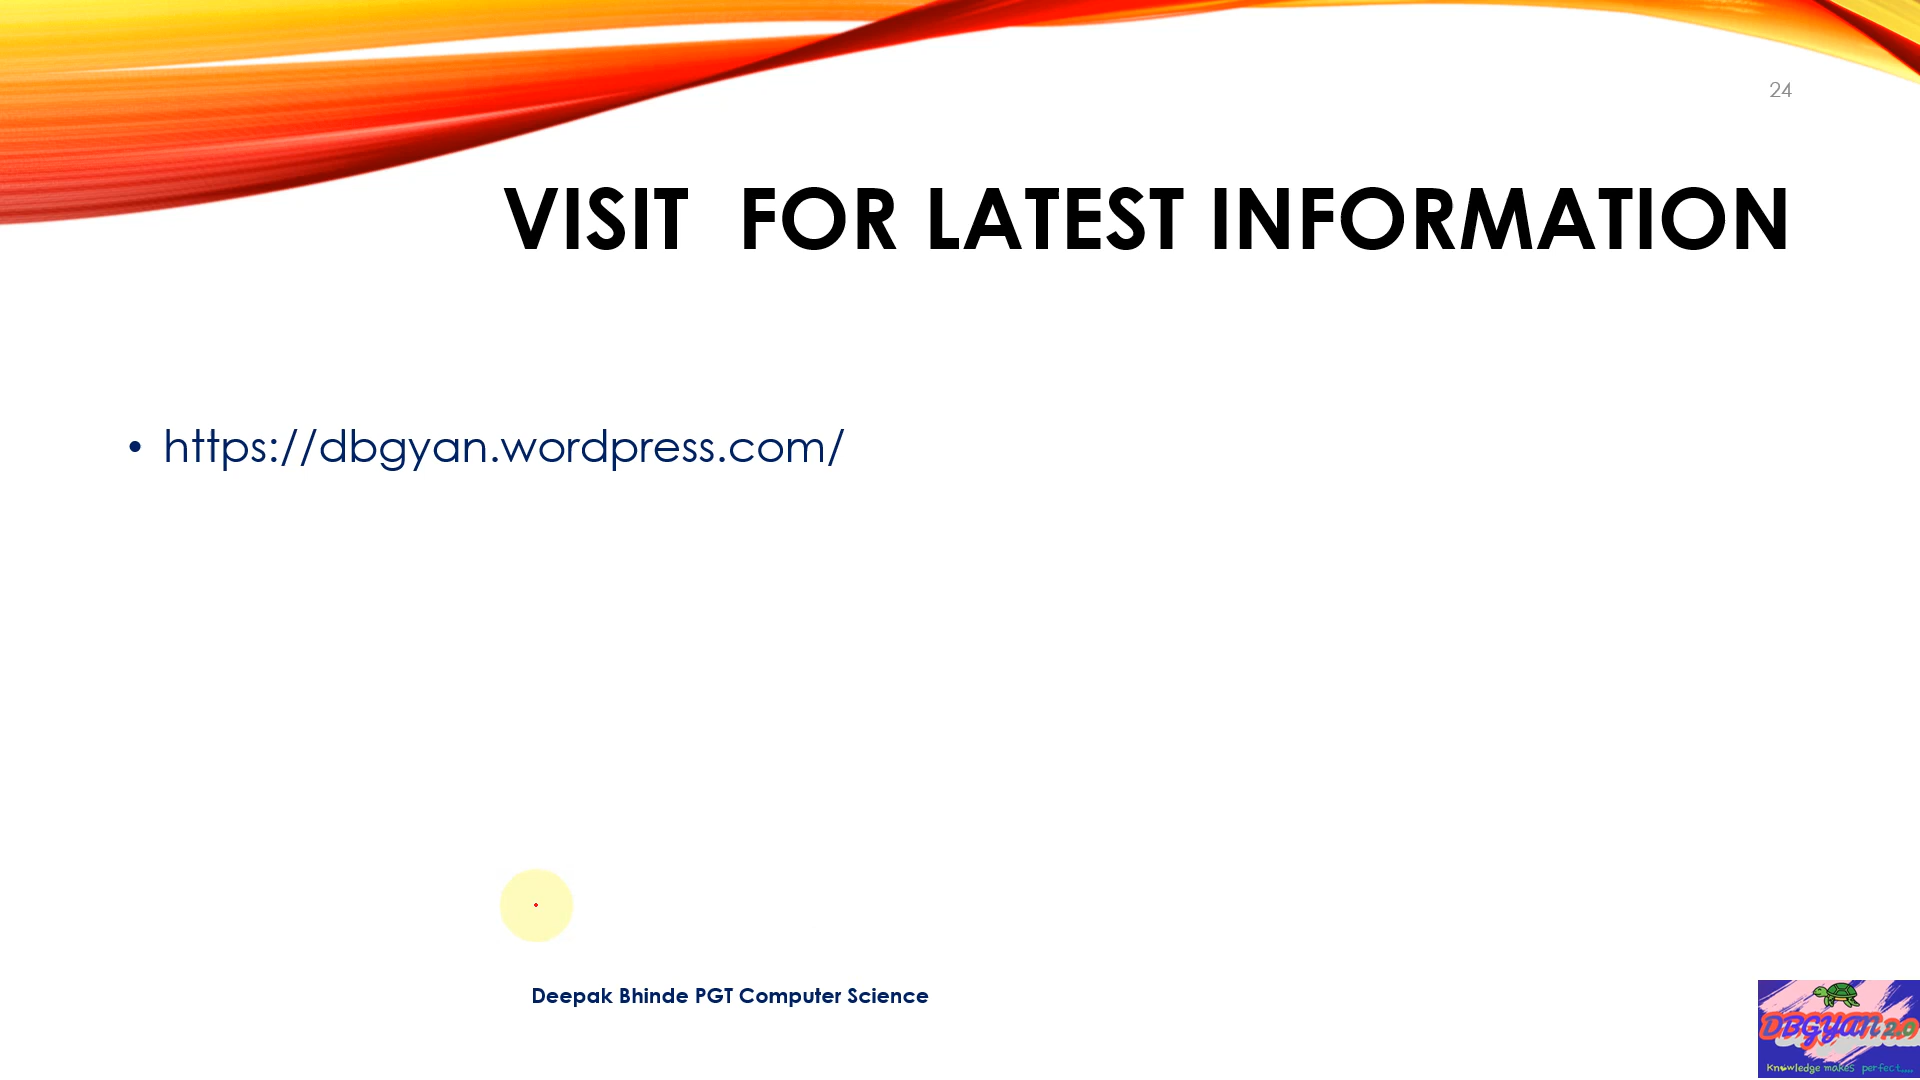 24
VISIT  FOR LATEST INFORMATION
• https://dbgyan.wordpress.com/
Deepak Bhinde PGT Computer Science
DBGYAN 2.0
Knowledge makes perfect....